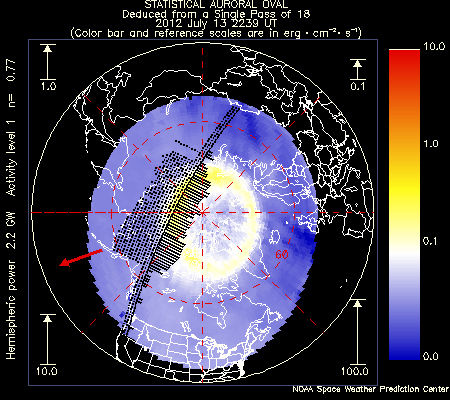 STATISTICAL AURORAL OVAL
Deduced from a Single Pass of 18
2012 July 13 2239 UT
(Color bar and reference scales are in erg·cm⁻²·s⁻¹)
Hemispheric power 2.2 GW Activity level 1 n= 0.77
1.0
0.1
10.0
100.0
60
10.0
1.0
0.1
0.0
NOAA Space Weather Prediction Center